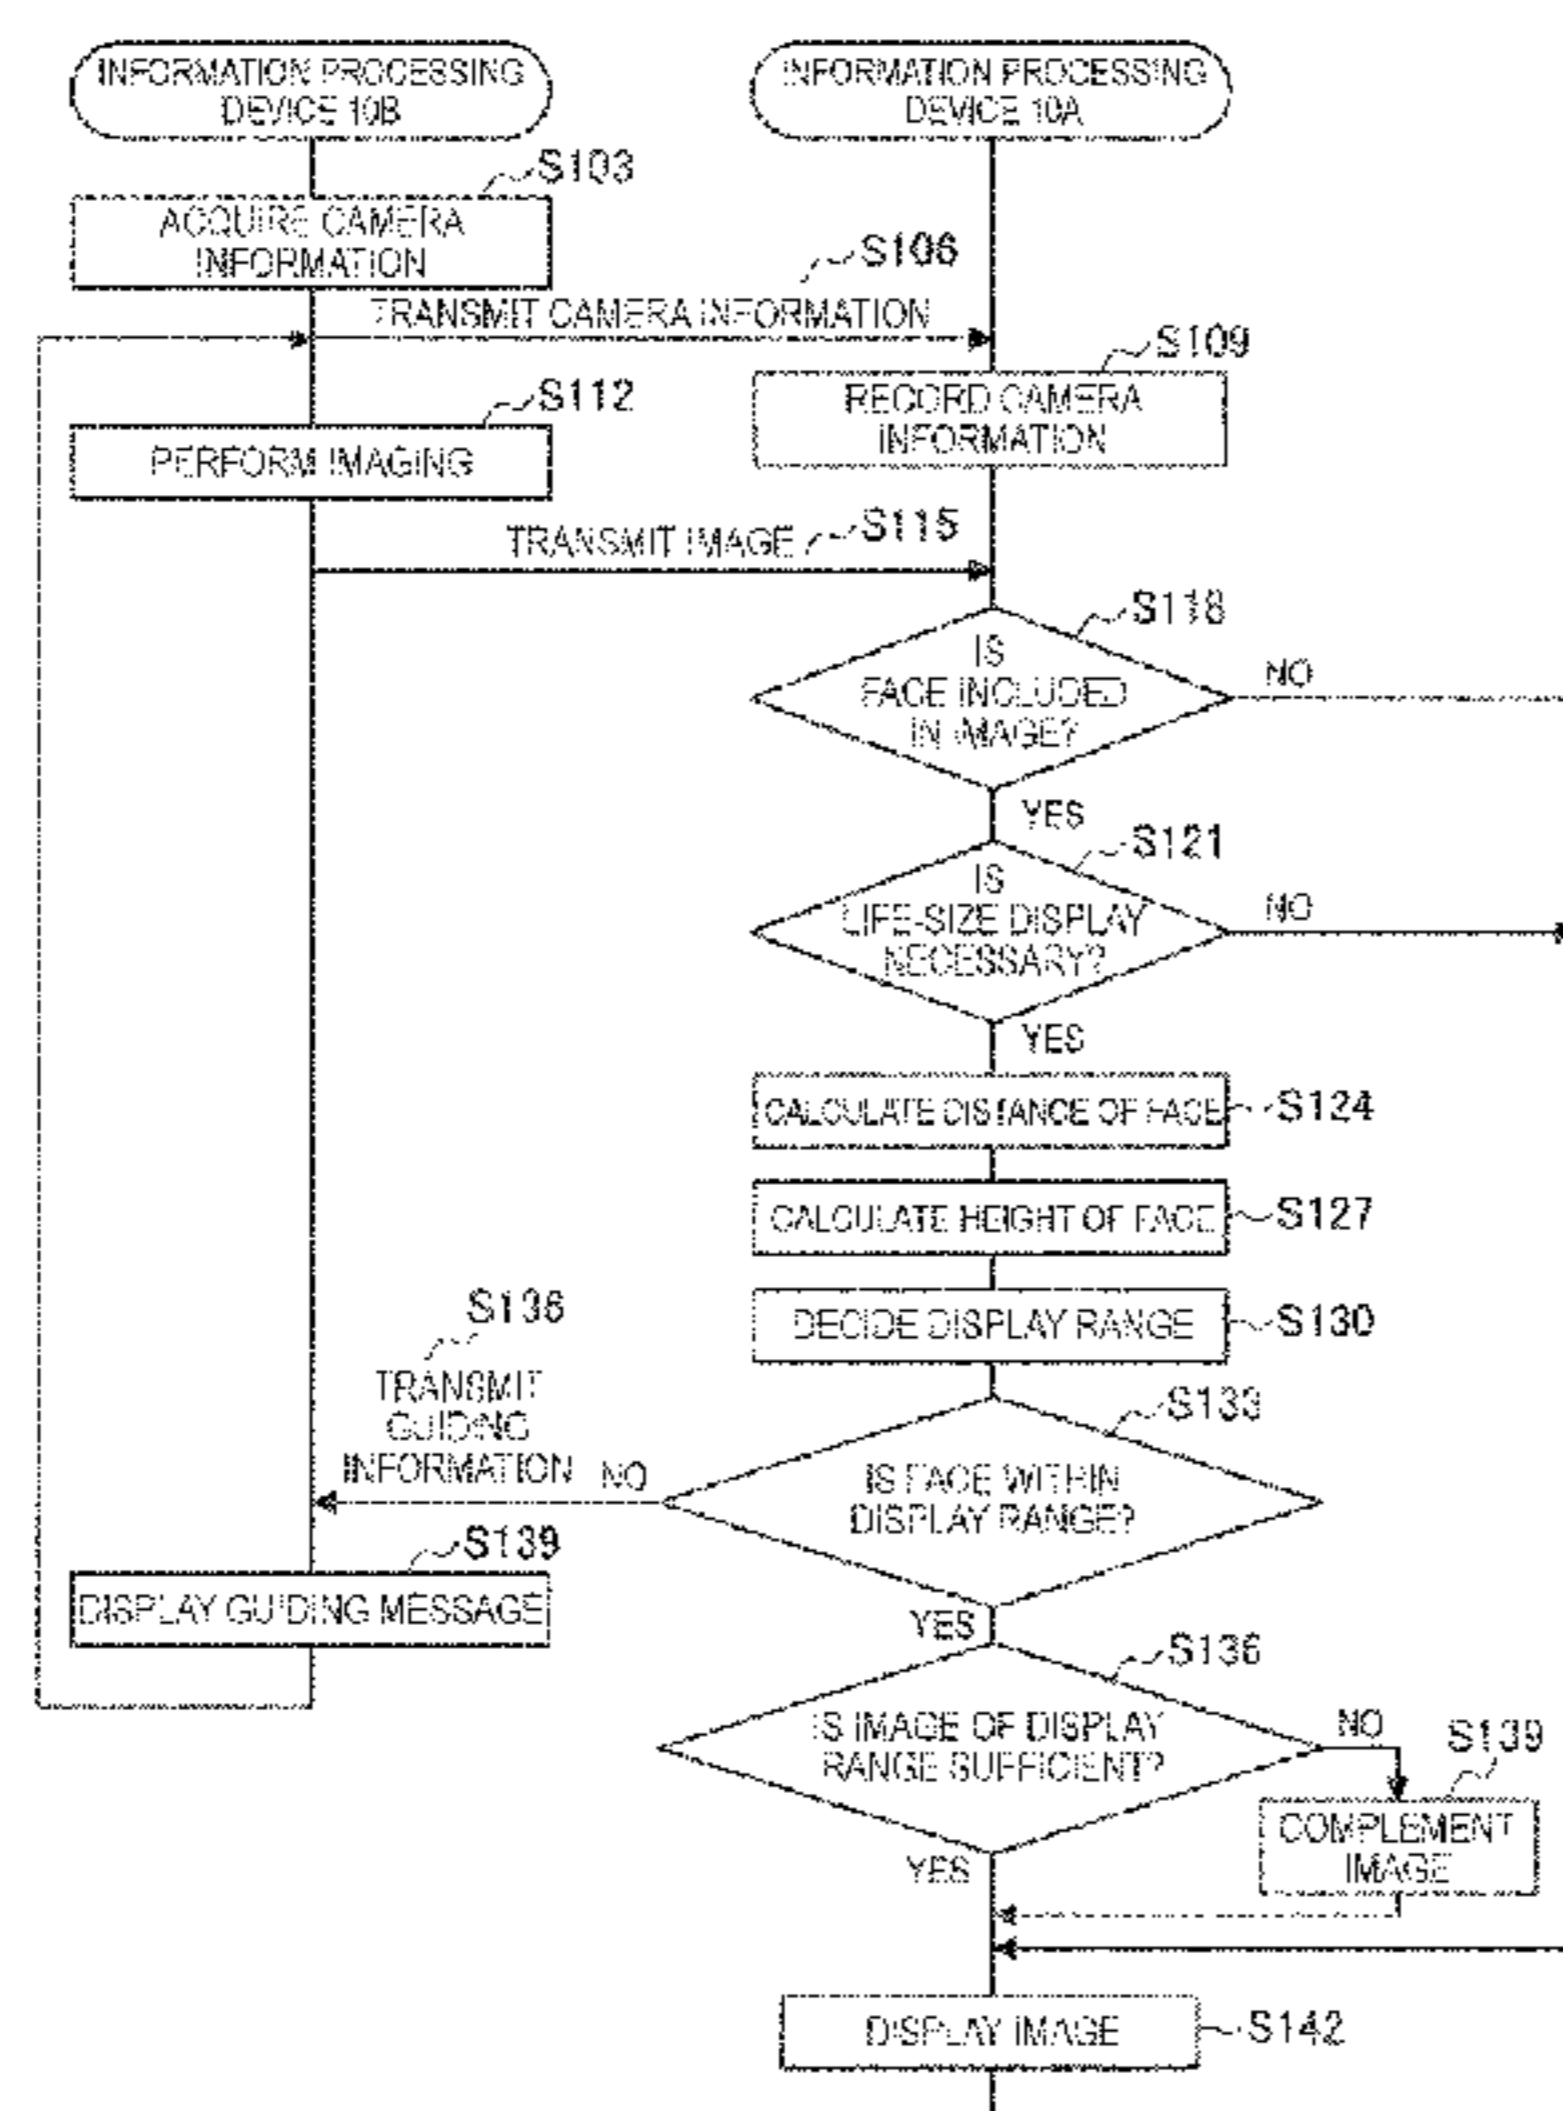 INFORMATION PROCESSING
DEVICE 10B
INFORMATION PROCESSING
DEVICE 10A
S103
ACQUIRE CAMERA
INFORMATION
S106
TRANSMIT CAMERA INFORMATION
S109
RECORD CAMERA
INFORMATION
S112
PERFORM IMAGING
TRANSMIT IMAGE
S115
S118
IS
FACE INCLUDED
IN IMAGE?
NO
YES
S121
IS
LIFE-SIZE DISPLAY
NECESSARY?
NO
YES
CALCULATE DISTANCE OF FACE
S124
CALCULATE HEIGHT OF FACE
S127
DECIDE DISPLAY RANGE
S130
S136
TRANSMIT
GUIDING
INFORMATION
NO
S133
IS FACE WITHIN
DISPLAY RANGE?
S139
DISPLAY GUIDING MESSAGE
YES
S136
IS IMAGE OF DISPLAY
RANGE SUFFICIENT?
NO
S139
COMPLEMENT
IMAGE
YES
DISPLAY IMAGE
S142